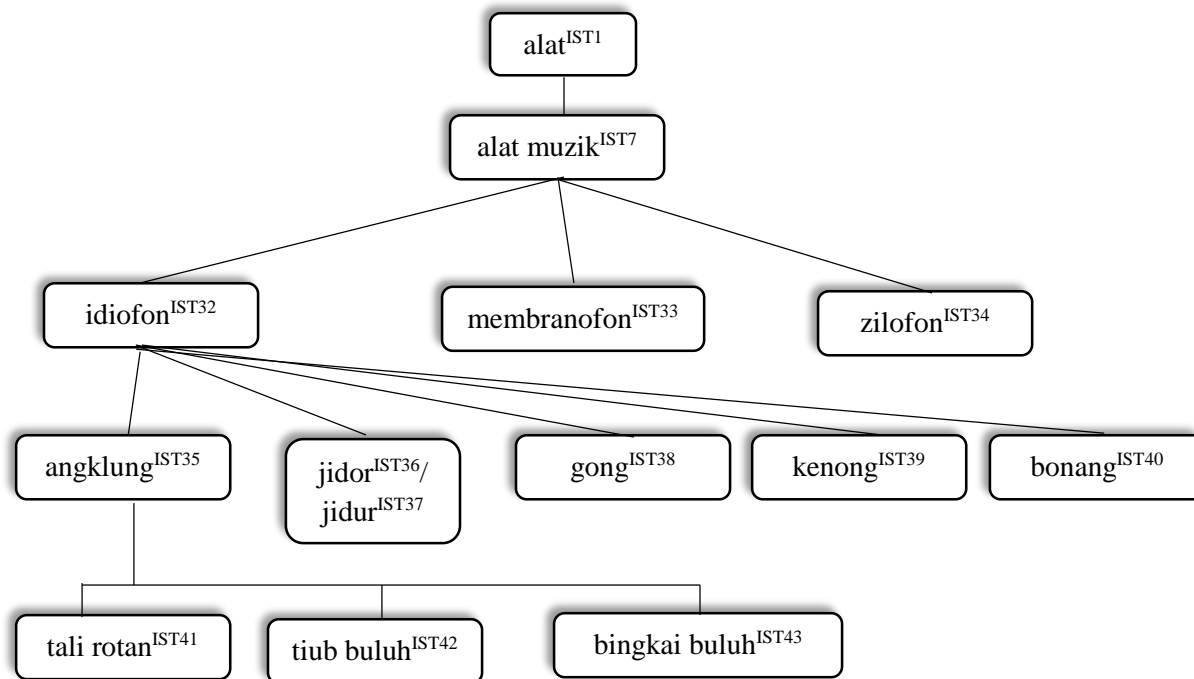 alatIST1
alat muzikIST7
idiofonIST32
membranofonIST33
zilofonIST34
angklungIST35
jidorIST36/
jidurIST37
gongIST38
kenongIST39
bonangIST40
tali rotanIST41
tiub buluhIST42
bingkai buluhIST43